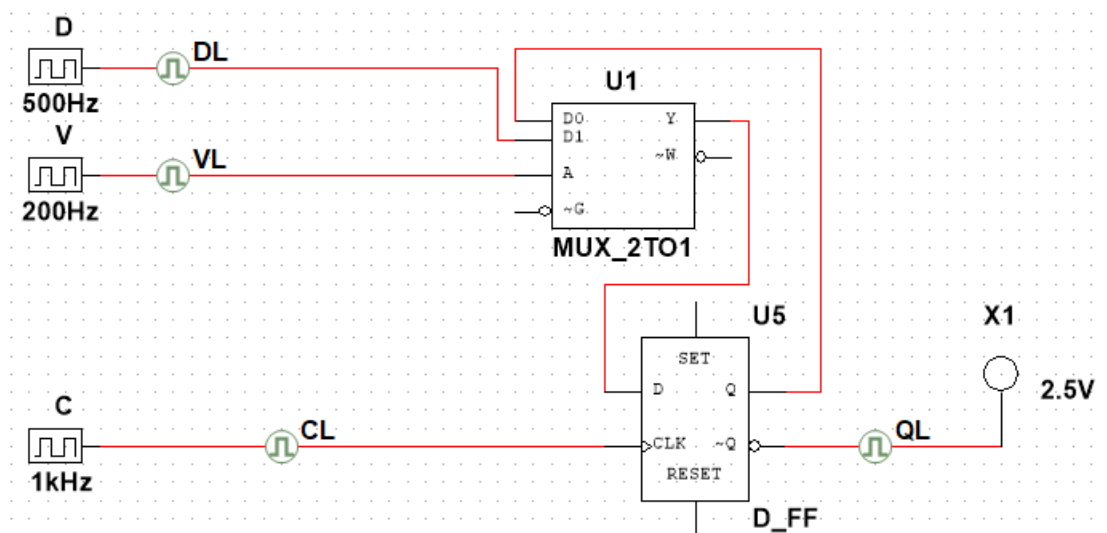 D
DL
500Hz
V
VL
200Hz
U1
D0
D1
A
~G
Y
~W
MUX_2TO1
U5
SET
D
Q
CLK
~Q
RESET
D_FF
C
CL
1kHz
QL
X1
2.5V